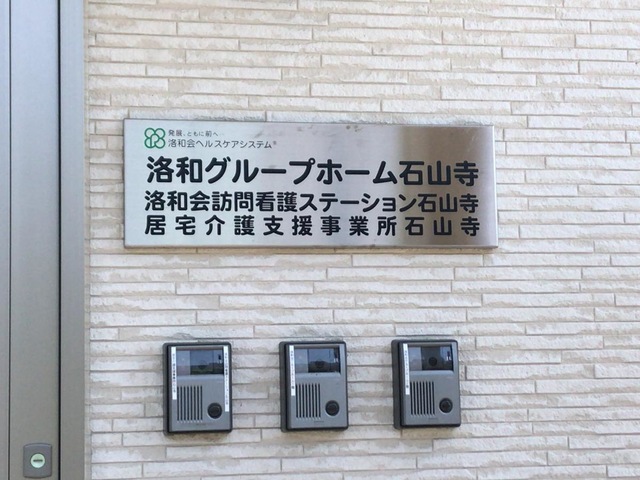 発展、ともに前へ
洛和会ヘルスケアシステム®
洛和グループホーム石山寺
洛和会訪問看護ステーション石山寺
居宅介護支援事業所石山寺